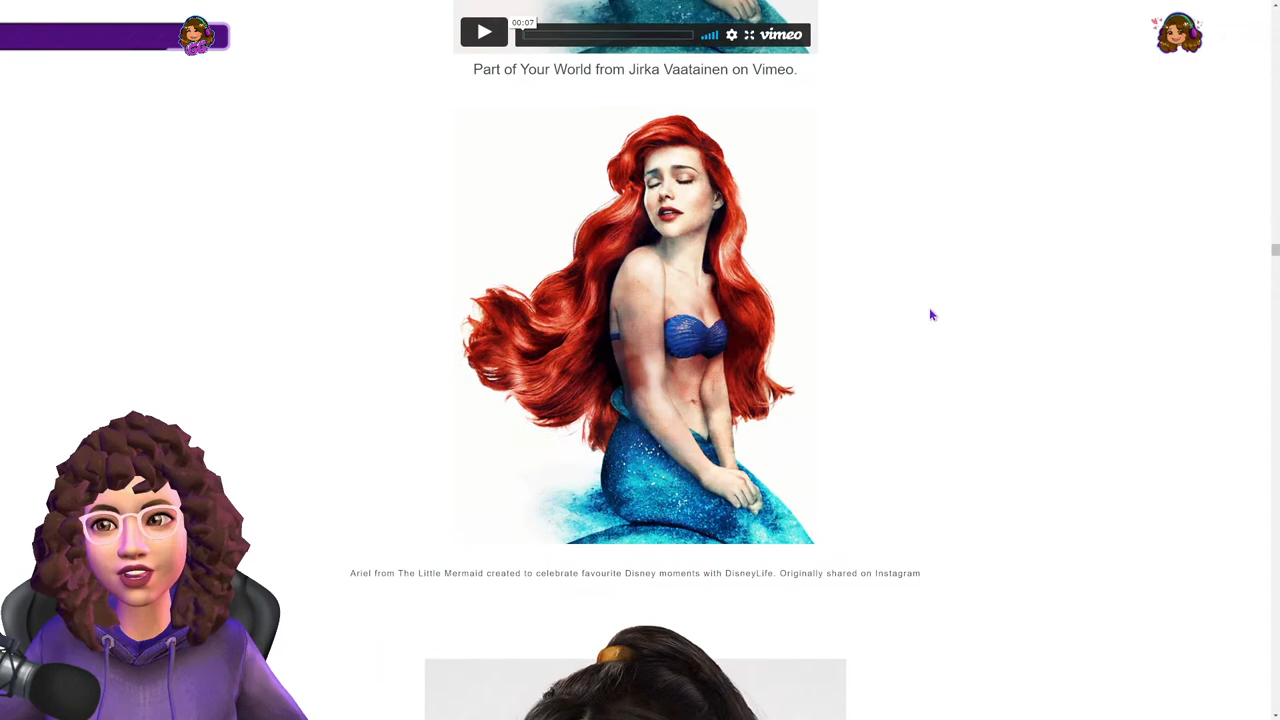 00:07
vimeo
Part of Your World from Jirka Vaatainen on Vimeo.
Ariel from The Little Mermaid created to celebrate favourite Disney moments with DisneyLife. Originally shared on Instagram